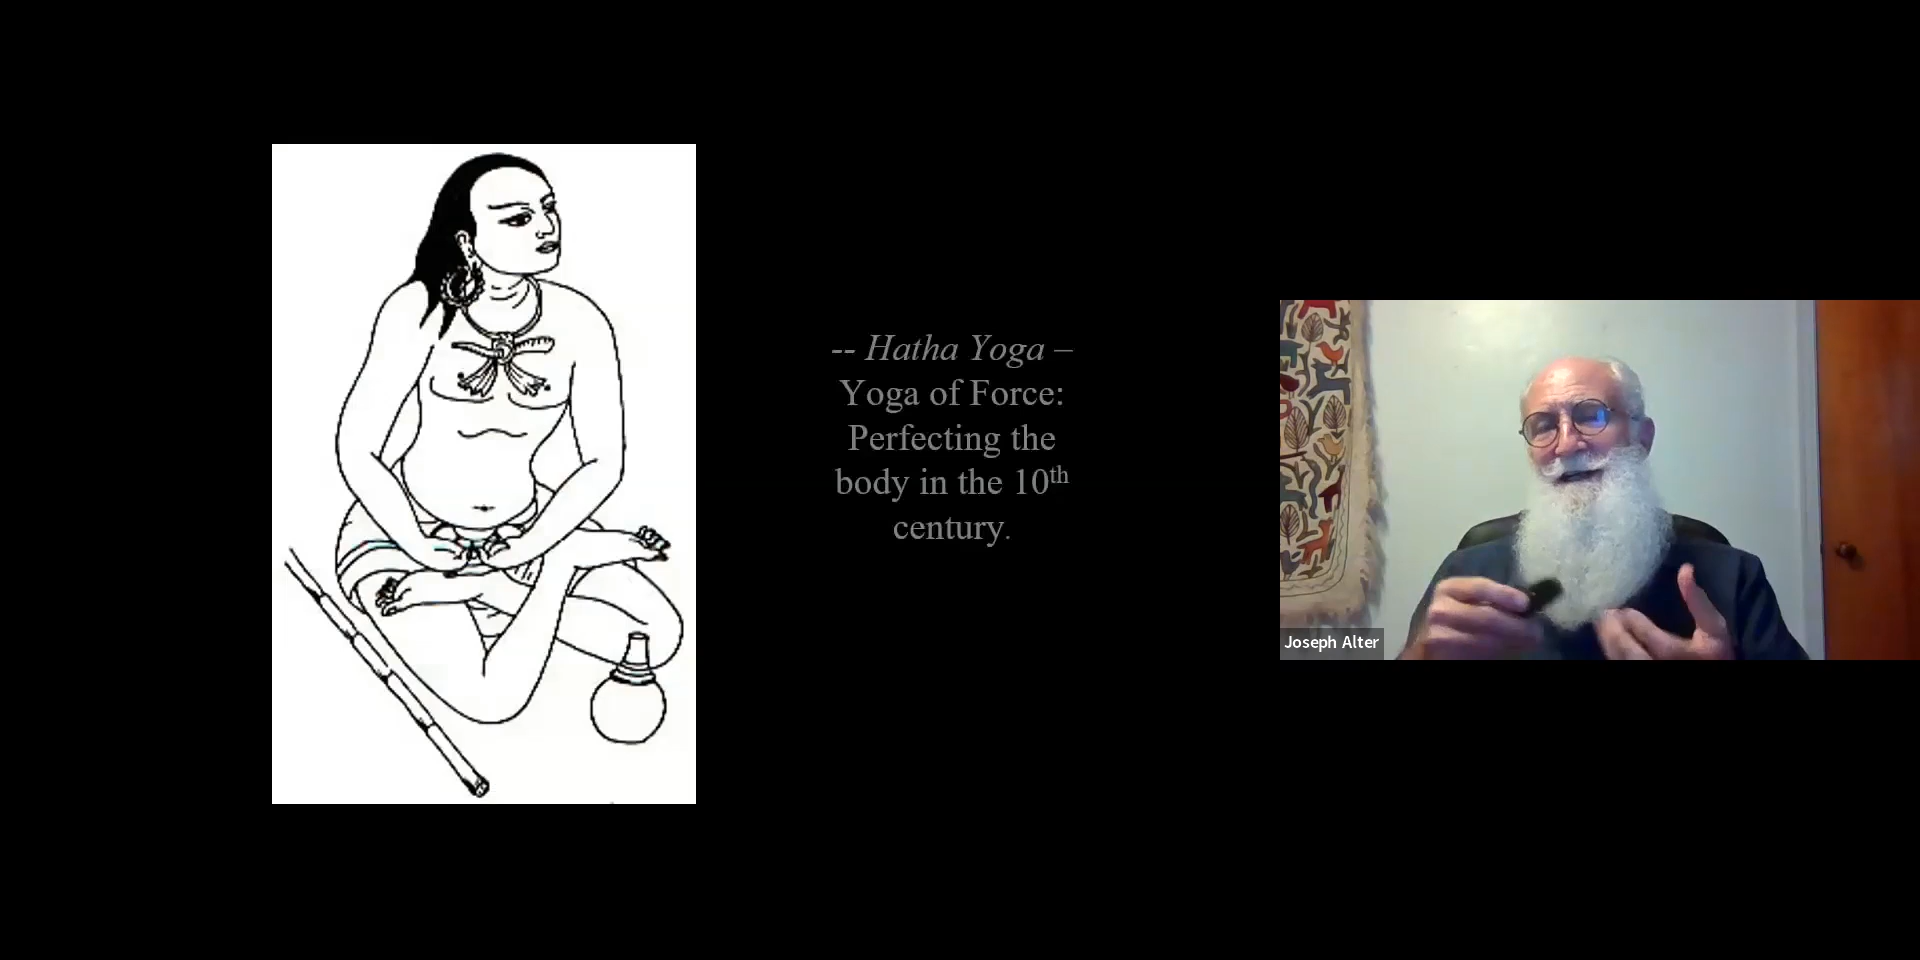 -- Hatha Yoga –
Yoga of Force:
Perfecting the
body in the 10th
century.
Joseph Alter